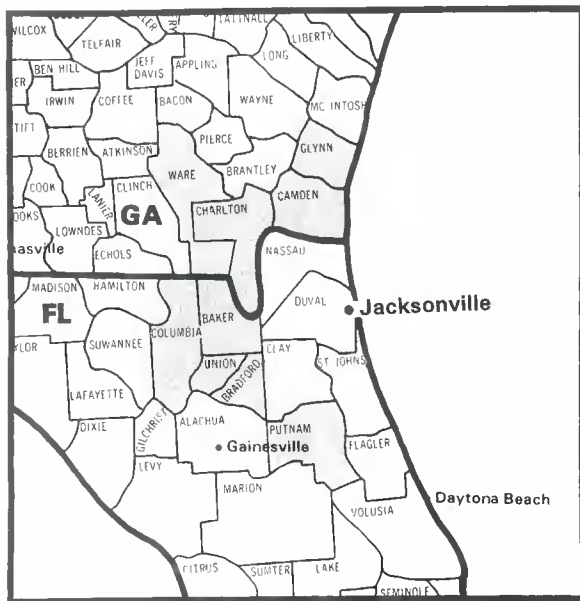 WILCOX
TELFAIR
TATTNALL
LIBERTY
LONG
BEN HILL
JEFF
DAVIS
APPLING
IRWIN
COFFEE
BACON
WAYNE
MC INTOSH
TIFT
PIERCE
GLYNN
BERRIEN
ATKINSON
WARE
BRANTLEY
COOK
LANIER
CLINCH
CHARLTON
CAMDEN
GA
LOWNDES
ECHOLS
NASSAU
MADISON
HAMILTON
DUVAL
Jacksonville
FL
BAKER
COLUMBIA
SUWANNEE
CLAY
UNION
ST JOHNS
BRADFORD
LAFAYETTE
DIXIE
GILCHRIST
ALACHUA
PUTNAM
Gainesville
FLAGLER
LEVY
MARION
Daytona Beach
VOLUSIA
CITRUS
SUMTER
LAKE
SEMINOLE